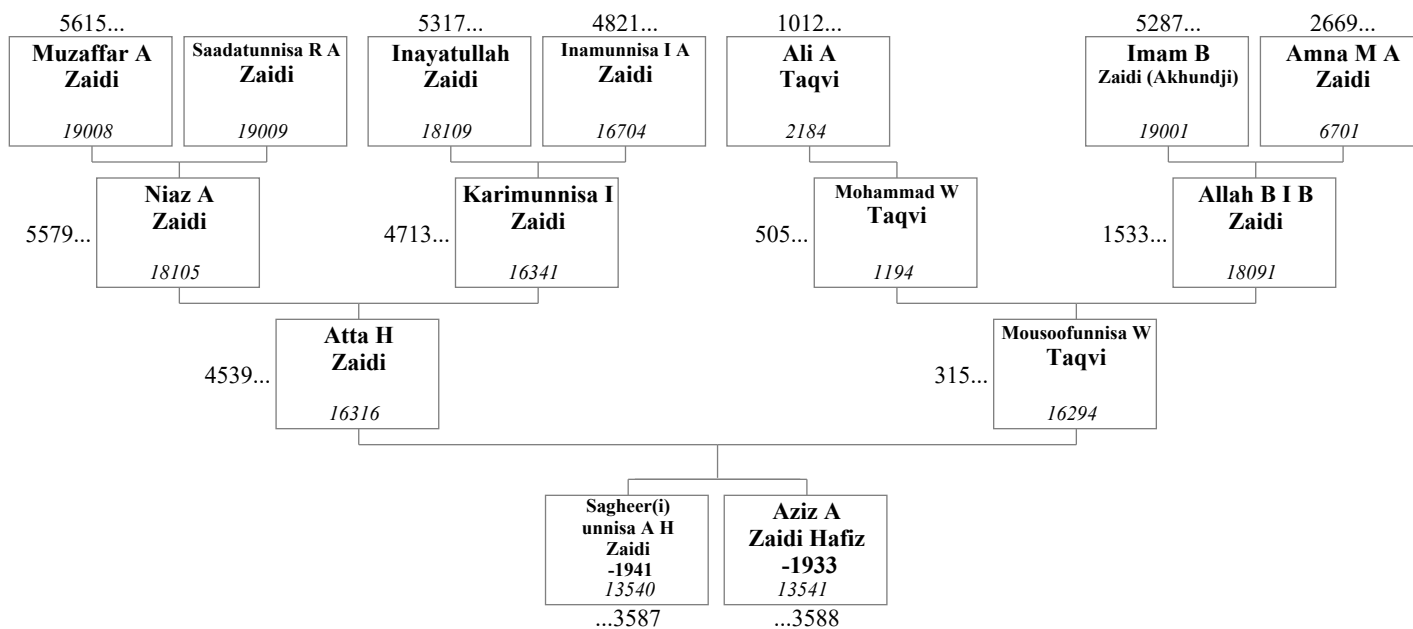 5615...
5317...
4821...
1012...
5287...
2669...
Muzaffar A
Zaidi
19008
Saadatunnisa R A
Zaidi
19009
Inayatullah
Zaidi
18109
Inamunnisa I A
Zaidi
16704
Ali A
Taqvi
2184
Imam B
Zaidi (Akhundji)
19001
Amna M A
Zaidi
6701
5579...
Niaz A
Zaidi
18105
4713...
Karimunnisa I
Zaidi
16341
505...
Mohammad W
Taqvi
1194
1533...
Allah B I B
Zaidi
18091
4539...
Atta H
Zaidi
16316
315...
Mousoofunnisa W
Taqvi
16294
Sagheer(i)
unnisa A H
Zaidi
-1941
13540
...3587
Aziz A
Zaidi Hafiz
-1933
13541
...3588